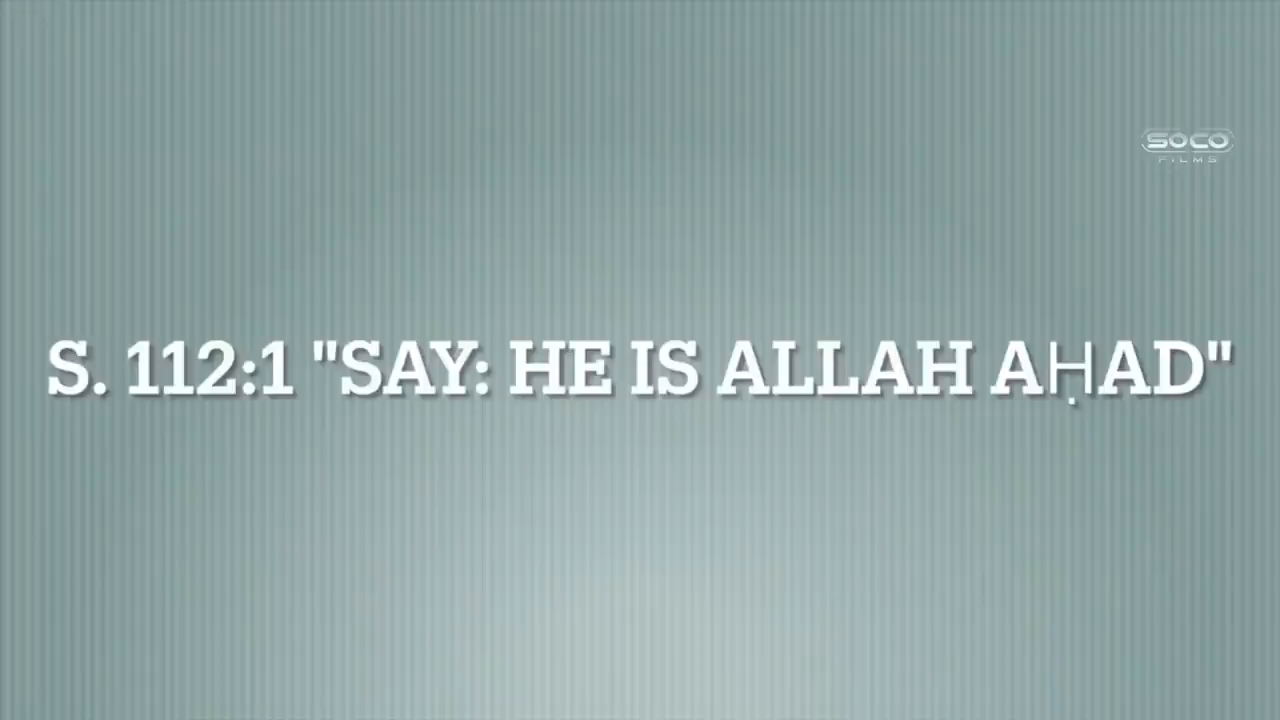 SOCO
FILMS
S. 112:1 "SAY: HE IS ALLAH AḤAD"